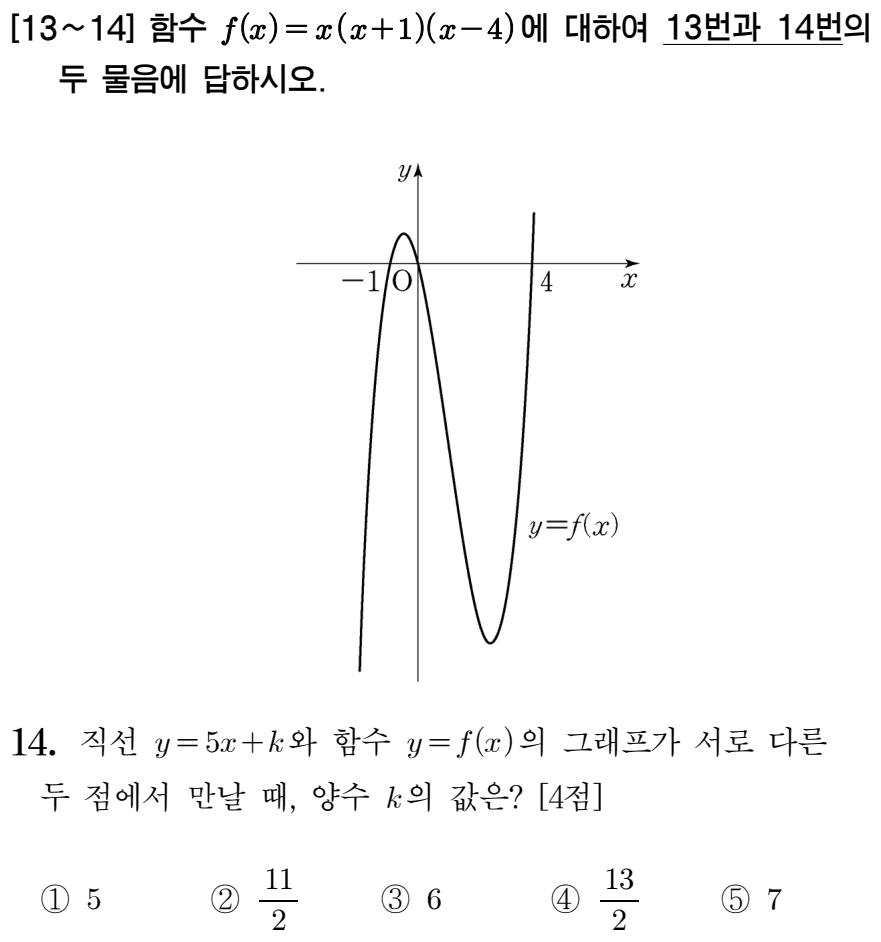 [13~14] 함수 f(x)=x(x+1)(x-4)에 대하여 13번과 14번의
두 물음에 답하시오.
y
-1 O 4 x
y=f(x)
14. 직선 y=5x+k와 함수 y=f(x)의 그래프가 서로 다른
두 점에서 만날 때, 양수 k의 값은? [4점]
① 5 ② 11/2 ③ 6 ④ 13/2 ⑤ 7